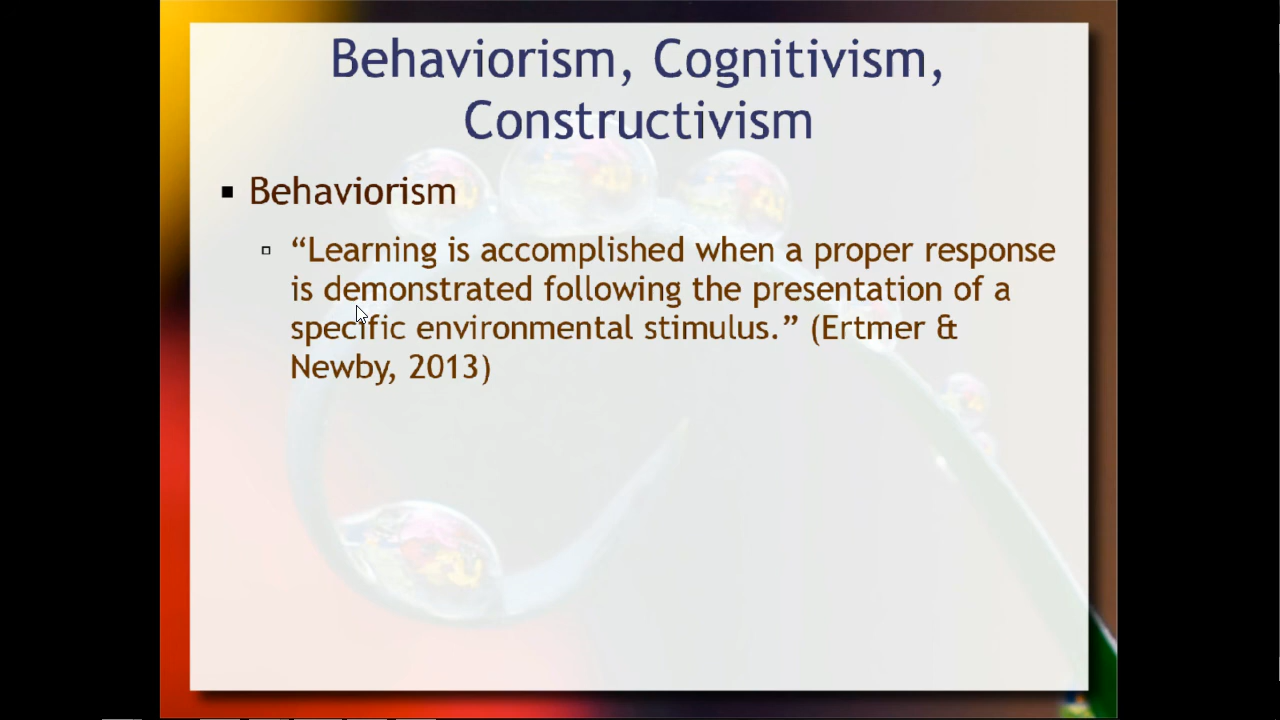 Behaviorism, Cognitivism,
Constructivism
Behaviorism
“Learning is accomplished when a proper response
is demonstrated following the presentation of a
specific environmental stimulus.” (Ertmer &
Newby, 2013)